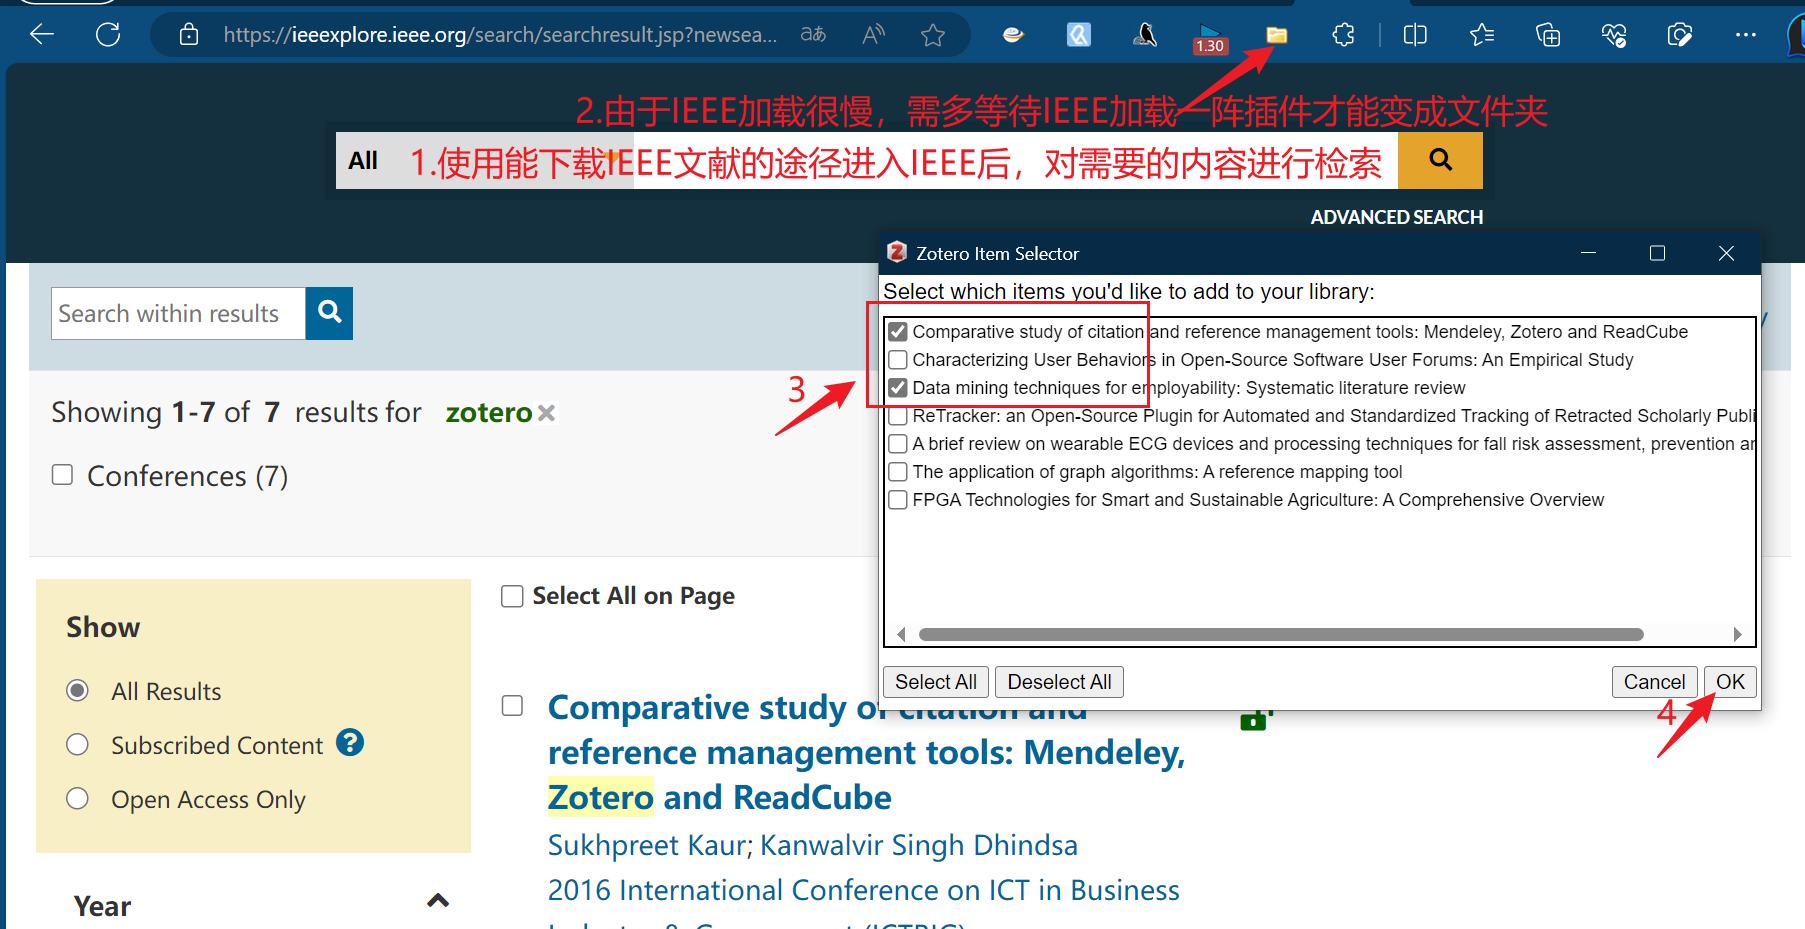 https://ieeexplore.ieee.org/search/searchresult.jsp?newsea...
aあ
A
1.30
2.由于IEEE加载很慢，需多等待IEEE加载一阵插件才能变成文件夹
All
1.使用能下载IEEE文献的途径进入IEEE后，对需要的内容进行检索
ADVANCED SEARCH
Zotero Item Selector
Select which items you'd like to add to your library:
Comparative study of citation and reference management tools: Mendeley, Zotero and ReadCube
Characterizing User Behaviors in Open-Source Software User Forums: An Empirical Study
Data mining techniques for employability: Systematic literature review
ReTracker: an Open-Source Plugin for Automated and Standardized Tracking of Retracted Scholarly Publi
A brief review on wearable ECG devices and processing techniques for fall risk assessment, prevention ar
The application of graph algorithms: A reference mapping tool
FPGA Technologies for Smart and Sustainable Agriculture: A Comprehensive Overview
Select All
Deselect All
Cancel
OK
3
4
Search within results
Showing 1-7 of 7 results for zotero
Conferences (7)
Show
All Results
Subscribed Content ?
Open Access Only
Year
Select All on Page
Comparative study of citation and
reference management tools: Mendeley,
Zotero and ReadCube
Sukhpreet Kaur; Kanwalvir Singh Dhindsa
2016 International Conference on ICT in Business